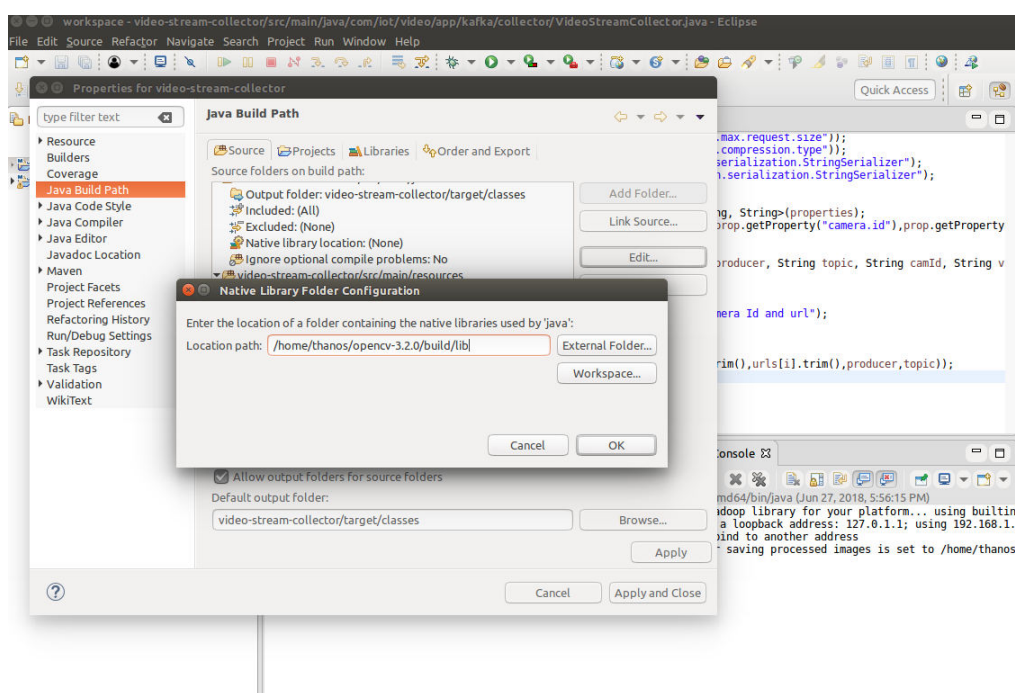 workspace - video-stream-collector/src/main/java/com/iot/video/app/kafka/collector/VideoStreamCollector.java - Eclipse
File Edit Source Refactor Navigate Search Project Run Window Help
Quick Access
Properties for video-stream-collector
type filter text
Resource
Builders
Coverage
Java Build Path
Java Code Style
Java Compiler
Java Editor
Javadoc Location
Maven
Project Facets
Project References
Refactoring History
Run/Debug Settings
Task Repository
Task Tags
Validation
WikiText
Java Build Path
Source Projects Libraries Order and Export
Source folders on build path:
Output folder: video-stream-collector/target/classes
Included: (All)
Excluded: (None)
Native library location: (None)
Ignore optional compile problems: No
video-stream-collector/src/main/resources
Add Folder...
Link Source...
Edit...
Native Library Folder Configuration
Enter the location of a folder containing the native libraries used by 'java':
Location path: /home/thanos/opencv-3.2.0/build/lib External Folder...
Workspace...
Cancel OK
Allow output folders for source folders
Default output folder:
video-stream-collector/target/classes Browse...
Apply
Cancel Apply and Close
.max.request.size"));
.compression.type"));
serialization.StringSerializer");
n.serialization.StringSerializer");
ng, String>(properties);
prop.getProperty("camera.id"),prop.getProperty
producer, String topic, String camId, String v
mera Id and url");
rim(),urls[i].trim(),producer,topic));
Console
md64/bin/java (Jun 27, 2018, 5:56:15 PM)
adoop library for your platform... using builtin
a loopback address: 127.0.1.1; using 192.168.1.
bind to another address
saving processed images is set to /home/thanos